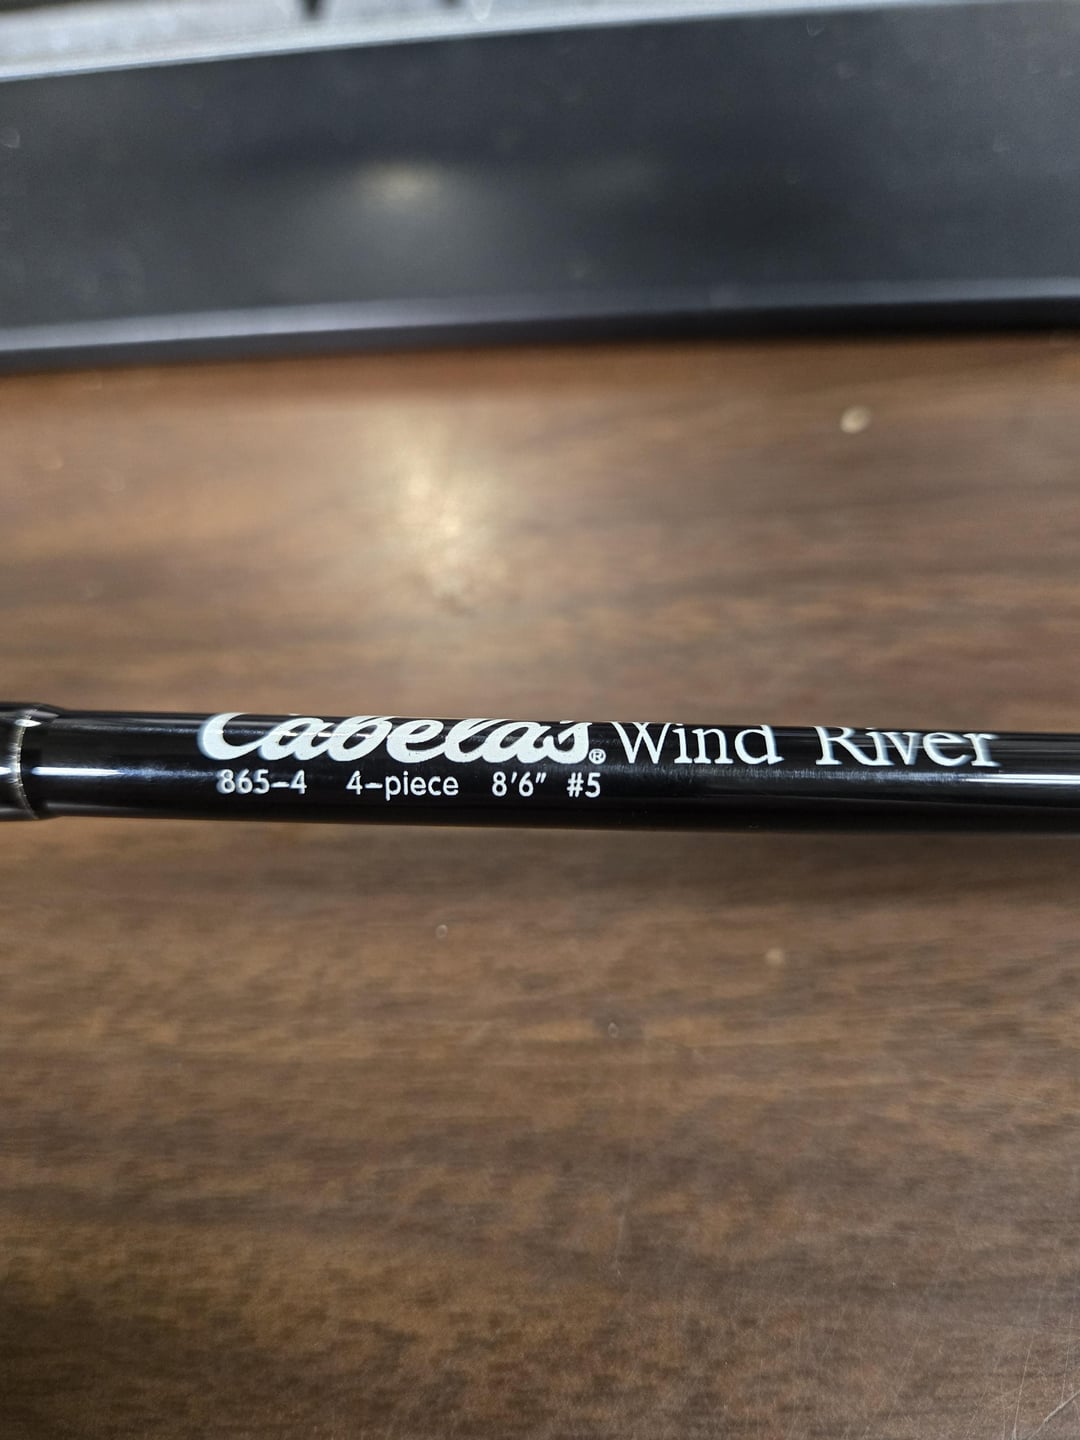 Cabela's® Wind River
865-4 4-piece 8'6" #5